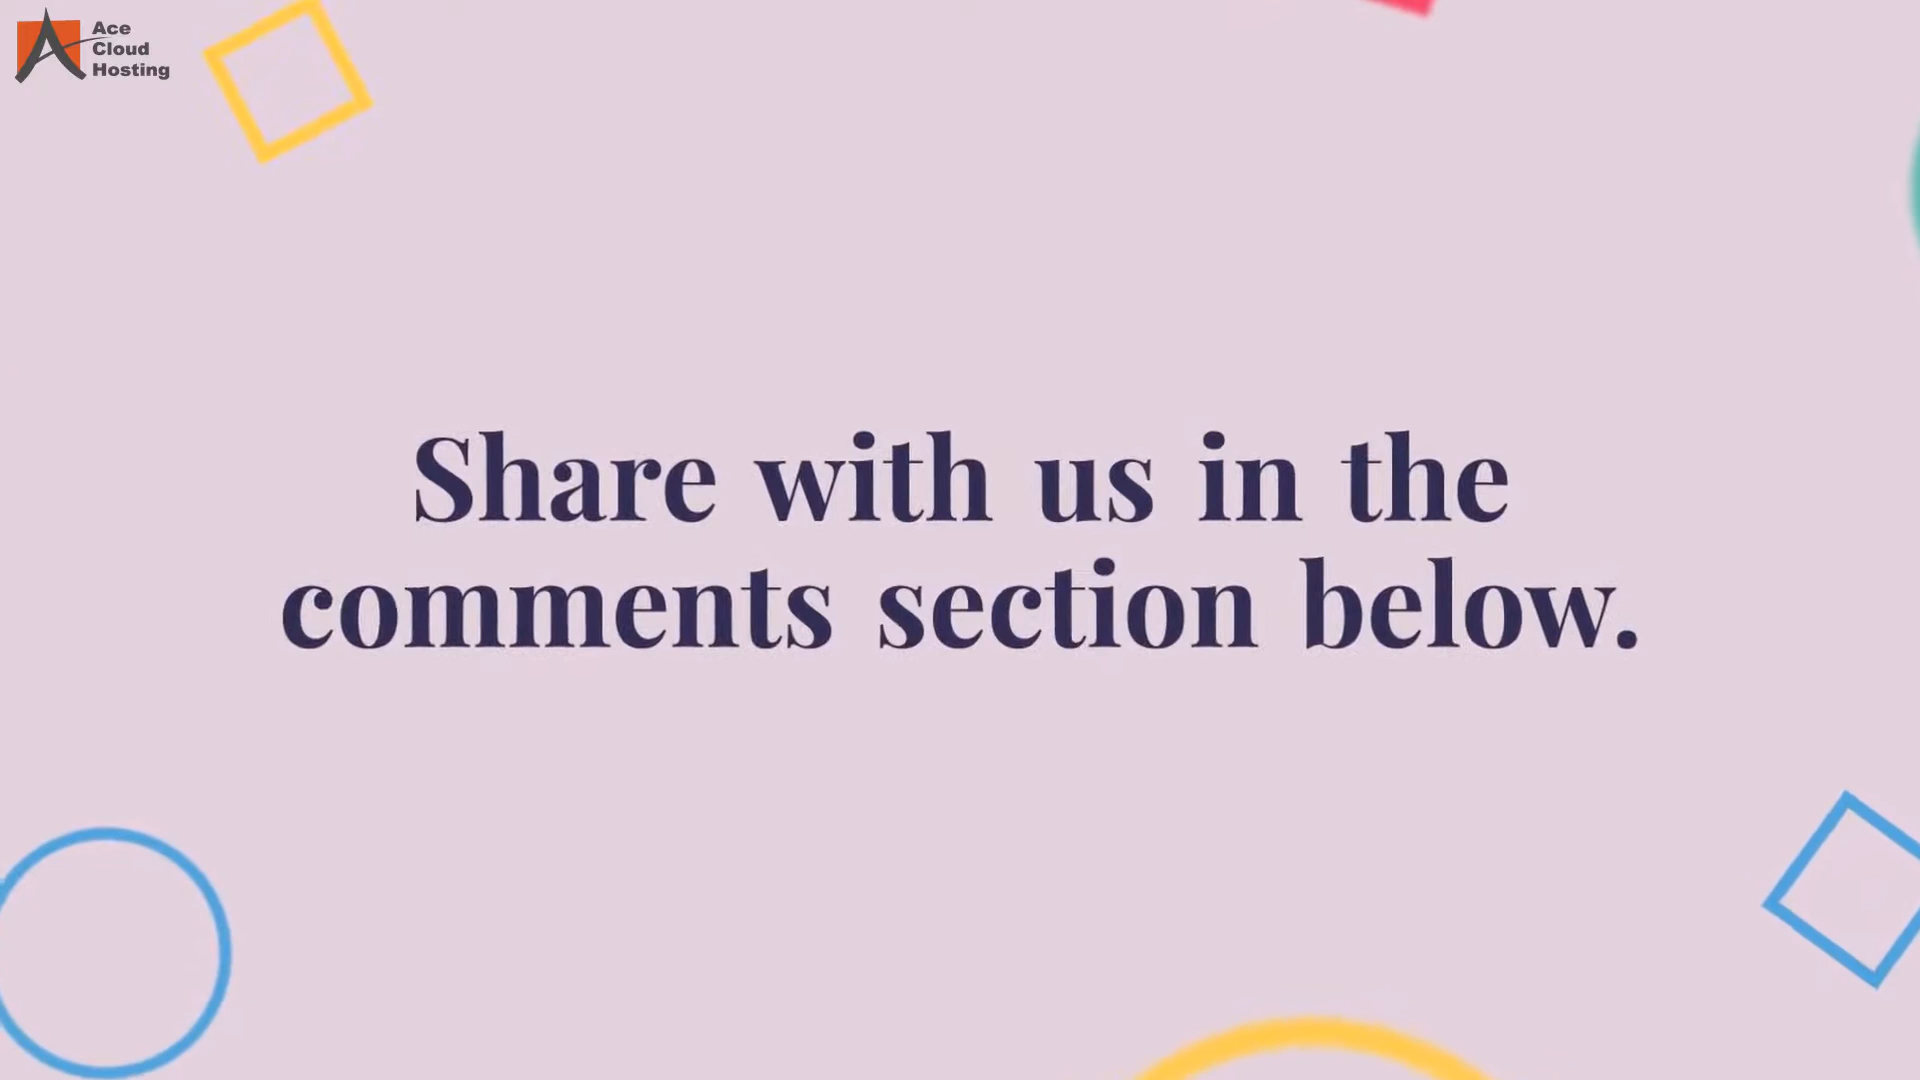 Ace
Cloud
Hosting
Share with us in the
comments section below.